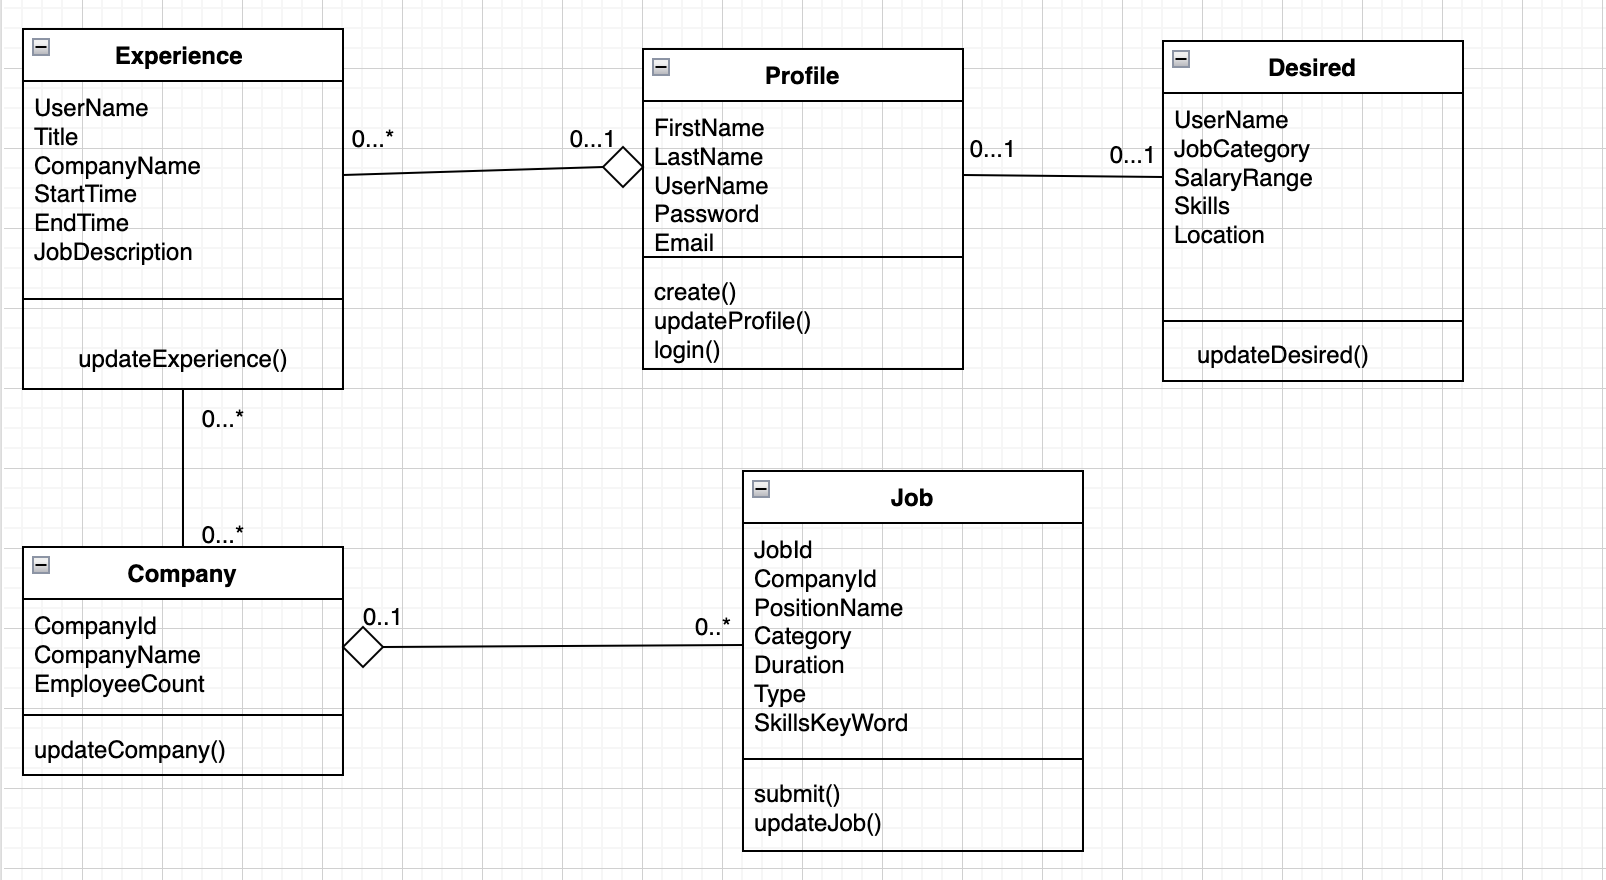 Experience
UserName
Title
CompanyName
StartTime
EndTime
JobDescription
updateExperience()
0...*
0...1
Profile
FirstName
LastName
UserName
Password
Email
create()
updateProfile()
login()
0...1
0...1
Desired
UserName
JobCategory
SalaryRange
Skills
Location
updateDesired()
0...*
0...*
Company
CompanyId
CompanyName
EmployeeCount
updateCompany()
0..1
0..*
Job
JobId
CompanyId
PositionName
Category
Duration
Type
SkillsKeyWord
submit()
updateJob()